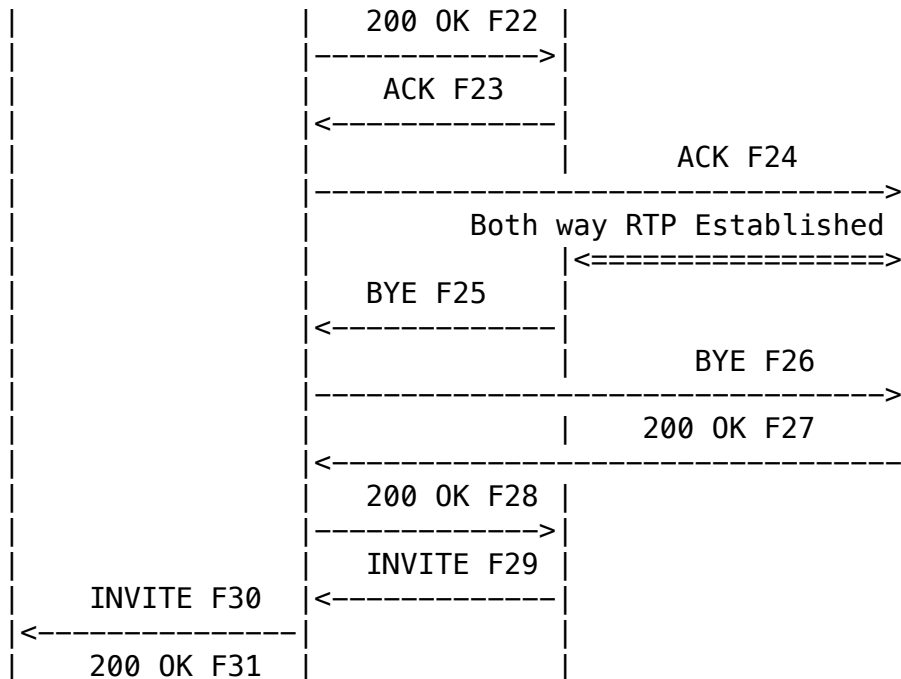 200 OK F22
ACK F23
ACK F24
Both way RTP Established
BYE F25
BYE F26
200 OK F27
200 OK F28
INVITE F29
INVITE F30
200 OK F31